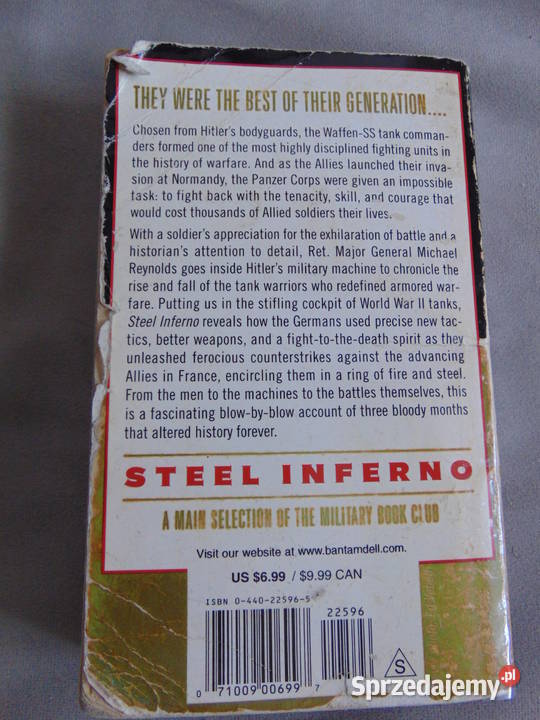 THEY WERE THE BEST OF THEIR GENERATION....
Chosen from Hitler's bodyguards, the Waffen-SS tank comman-
ders formed one of the most highly disciplined fighting units in
the history of warfare. And as the Allies launched their inva-
sion at Normandy, the Panzer Corps were given an impossible
task: to fight back with the tenacity, skill, and courage that
would cost thousands of Allied soldiers their lives.
With a soldier's appreciation for the exhilaration of battle and a
historian's attention to detail, Ret. Major General Michael
Reynolds goes inside Hitler's military machine to chronicle the
rise and fall of the tank warriors who redefined armored war-
fare. Putting us in the stifling cockpit of World War II tanks,
Steel Inferno reveals how the Germans used precise new tac-
tics, better weapons, and a fight-to-the-death spirit as they
unleashed ferocious counterstrikes against the advancing
Allies in France, encircling them in a ring of fire and steel.
From the men to the machines to the battles themselves, this
is a fascinating blow-by-blow account of three bloody months
that altered history forever.
STEEL INFERNO
A MAIN SELECTION OF THE MILITARY BOOK CLUB
Visit our website at www.bantamdell.com.
US $6.99 / $9.99 CAN
ISBN 0-440-22596-5
22596
0 71009 00699 7
S
Sprzedajemy.pl